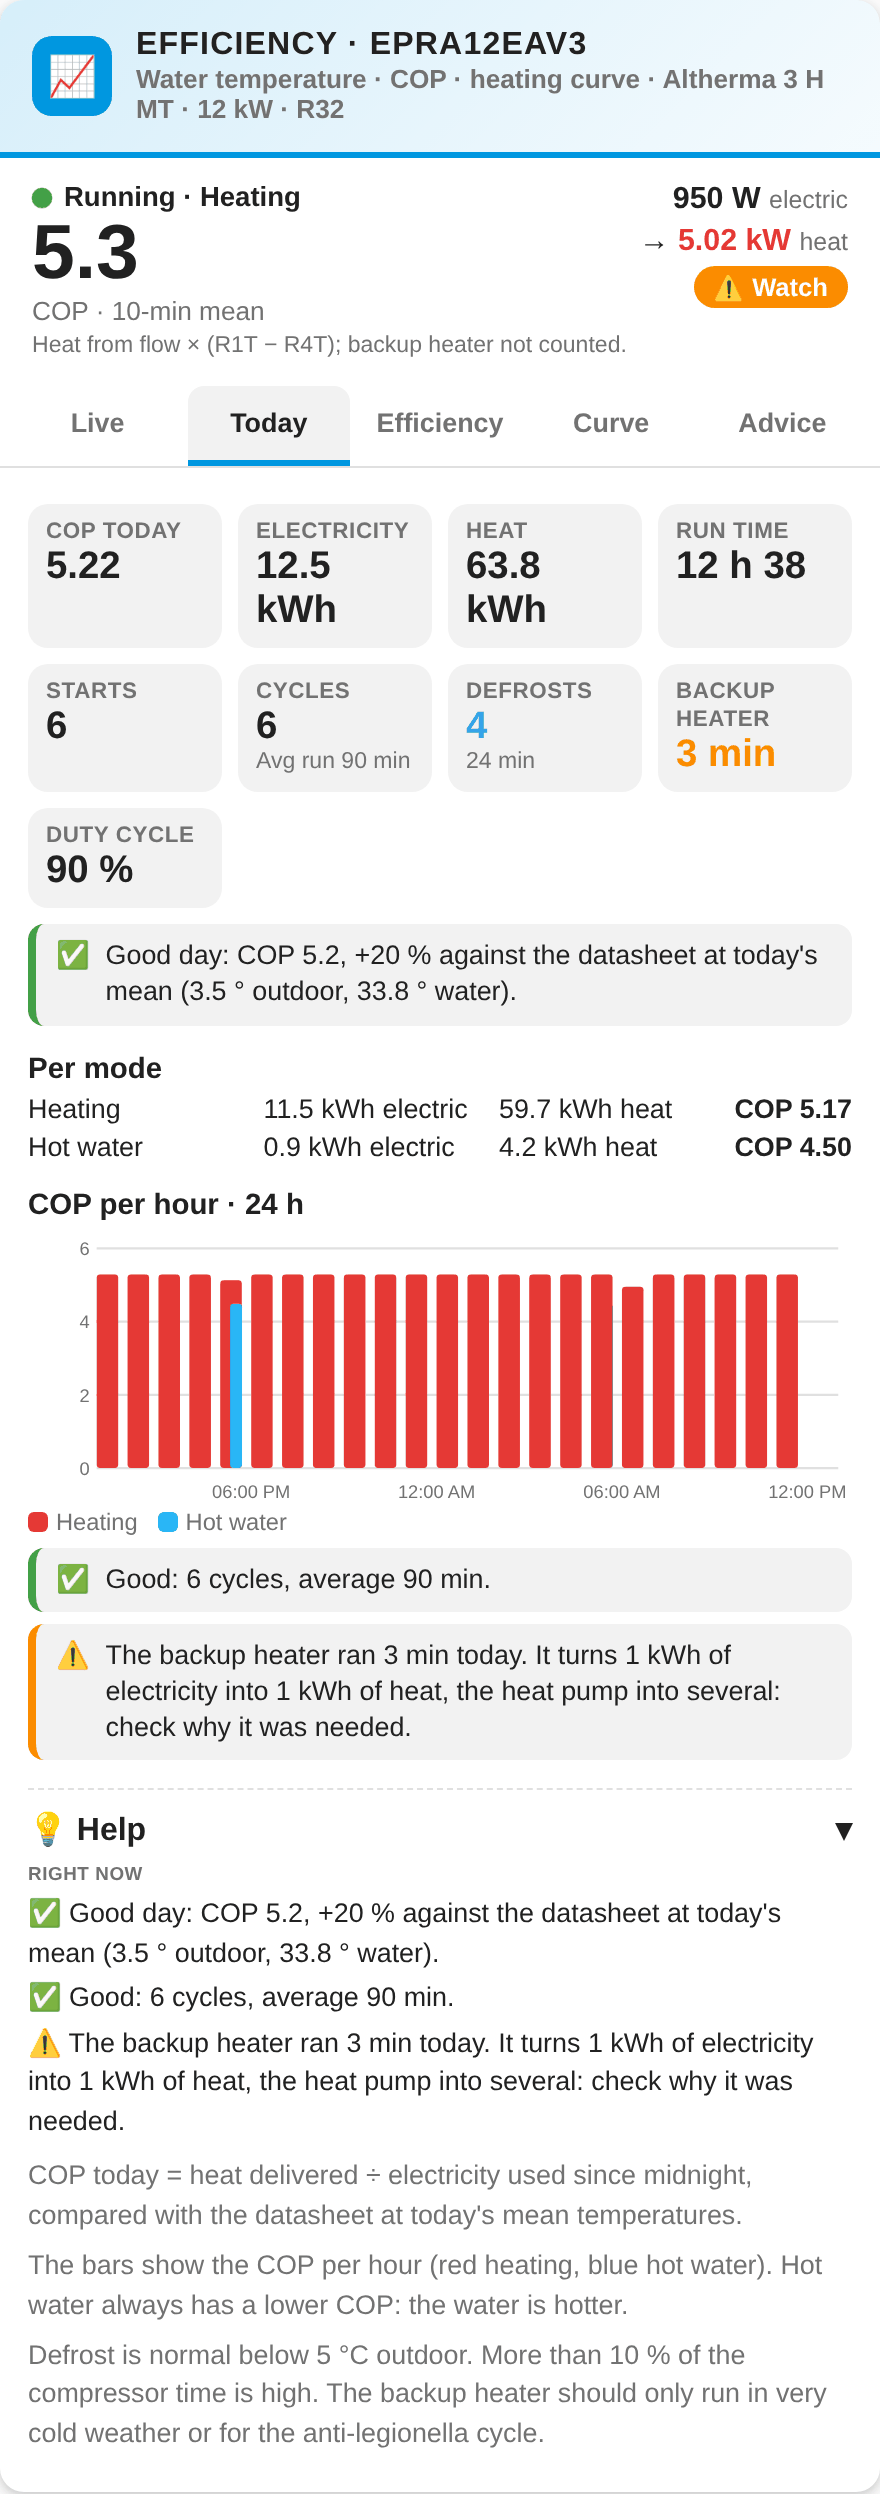 EFFICIENCY · EPRA12EAV3
Water temperature · COP · heating curve · Altherma 3 H
MT · 12 kW · R32
Running · Heating
5.3
COP · 10-min mean
Heat from flow × (R1T − R4T); backup heater not counted.
950 W electric
→ 5.02 kW heat
⚠️ Watch
Live Today Efficiency Curve Advice
COP TODAY
5.22
ELECTRICITY
12.5
kWh
HEAT
63.8
kWh
RUN TIME
12 h 38
STARTS
6
CYCLES
6
Avg run 90 min
DEFROSTS
4
24 min
BACKUP
HEATER
3 min
DUTY CYCLE
90 %
✅ Good day: COP 5.2, +20 % against the datasheet at today's
mean (3.5 ° outdoor, 33.8 ° water).
Per mode
Heating 11.5 kWh electric 59.7 kWh heat COP 5.17
Hot water 0.9 kWh electric 4.2 kWh heat COP 4.50
COP per hour · 24 h
6
4
2
0
06:00 PM 12:00 AM 06:00 AM 12:00 PM
Heating Hot water
✅ Good: 6 cycles, average 90 min.
⚠️ The backup heater ran 3 min today. It turns 1 kWh of
electricity into 1 kWh of heat, the heat pump into several:
check why it was needed.
💡 Help ▼
RIGHT NOW
✅ Good day: COP 5.2, +20 % against the datasheet at today's
mean (3.5 ° outdoor, 33.8 ° water).
✅ Good: 6 cycles, average 90 min.
⚠️ The backup heater ran 3 min today. It turns 1 kWh of electricity
into 1 kWh of heat, the heat pump into several: check why it was
needed.
COP today = heat delivered ÷ electricity used since midnight,
compared with the datasheet at today's mean temperatures.
The bars show the COP per hour (red heating, blue hot water). Hot
water always has a lower COP: the water is hotter.
Defrost is normal below 5 °C outdoor. More than 10 % of the
compressor time is high. The backup heater should only run in very
cold weather or for the anti-legionella cycle.